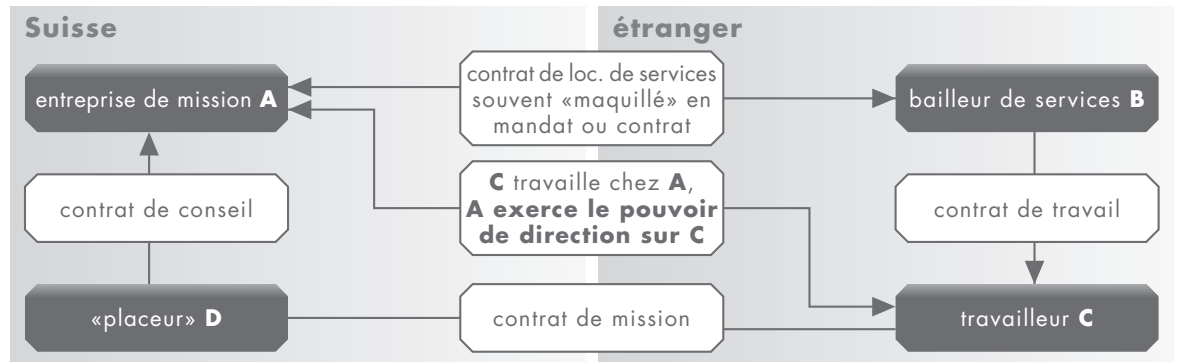 Suisse
étranger
entreprise de mission A
contrat de loc. de services
souvent «maquillé» en
mandat ou contrat
bailleur de services B
contrat de conseil
C travaille chez A,
A exerce le pouvoir
de direction sur C
contrat de travail
«placeur» D
contrat de mission
travailleur C